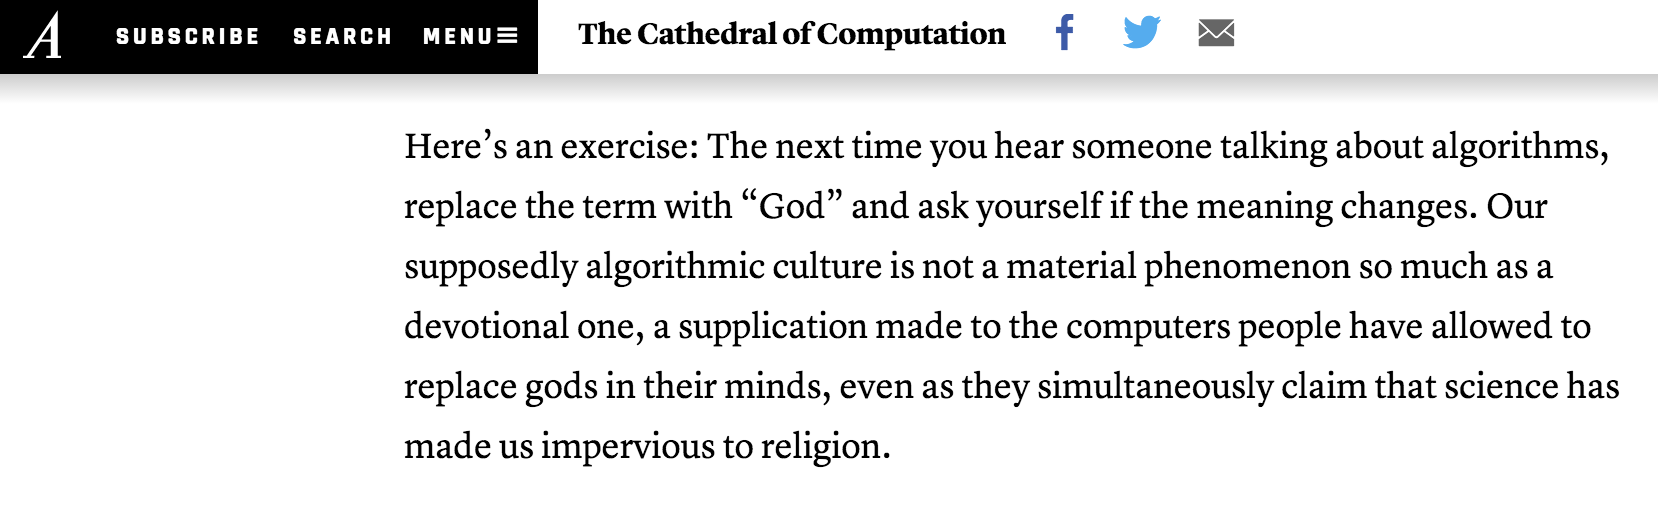 A SUBSCRIBE SEARCH MENU The Cathedral of Computation
Here’s an exercise: The next time you hear someone talking about algorithms,
replace the term with “God” and ask yourself if the meaning changes. Our
supposedly algorithmic culture is not a material phenomenon so much as a
devotional one, a supplication made to the computers people have allowed to
replace gods in their minds, even as they simultaneously claim that science has
made us impervious to religion.